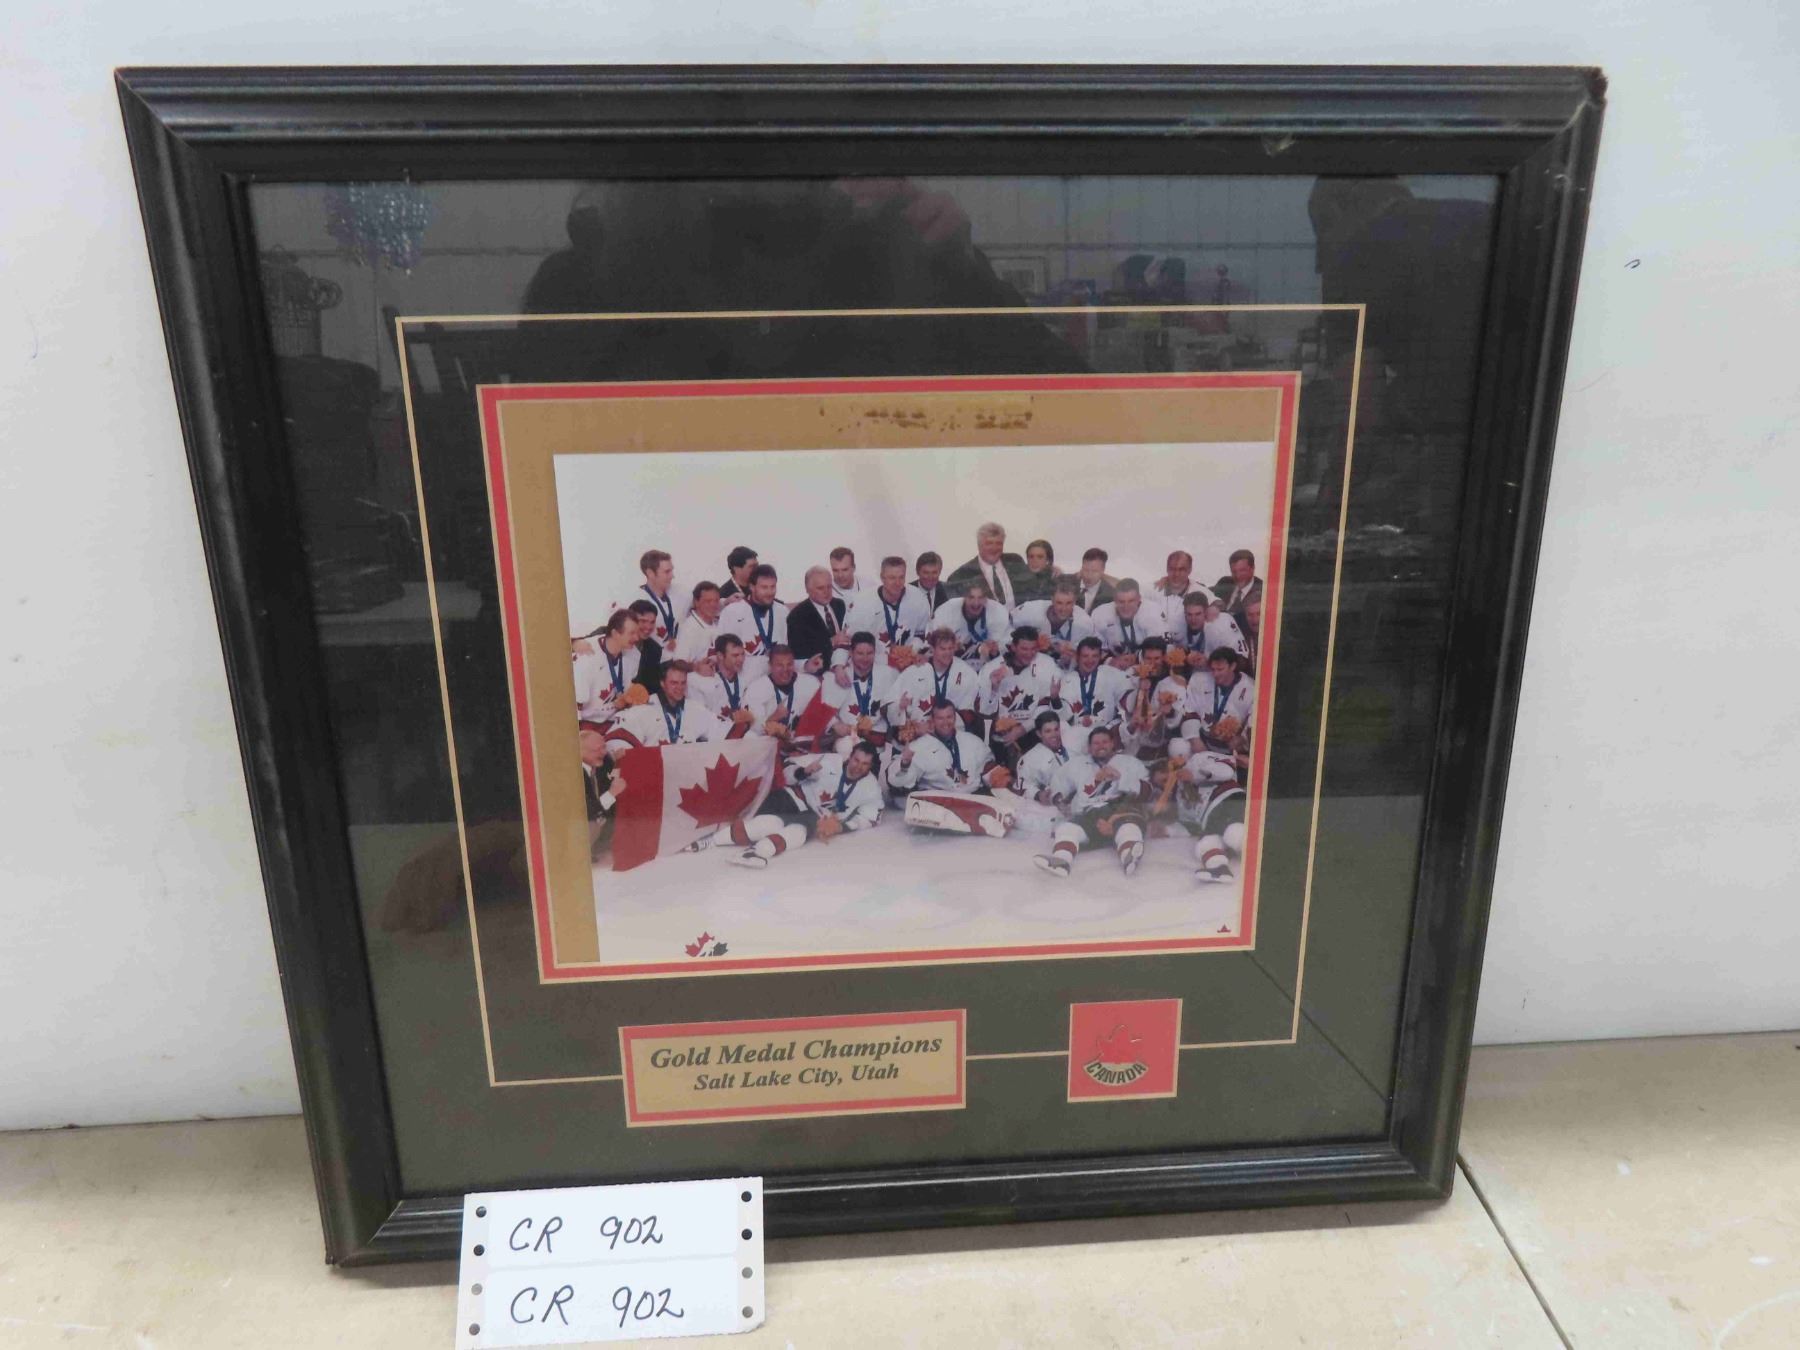 A
C
A
Gold Medal Champions
Salt Lake City, Utah
CANADA
CR 902
CR 902